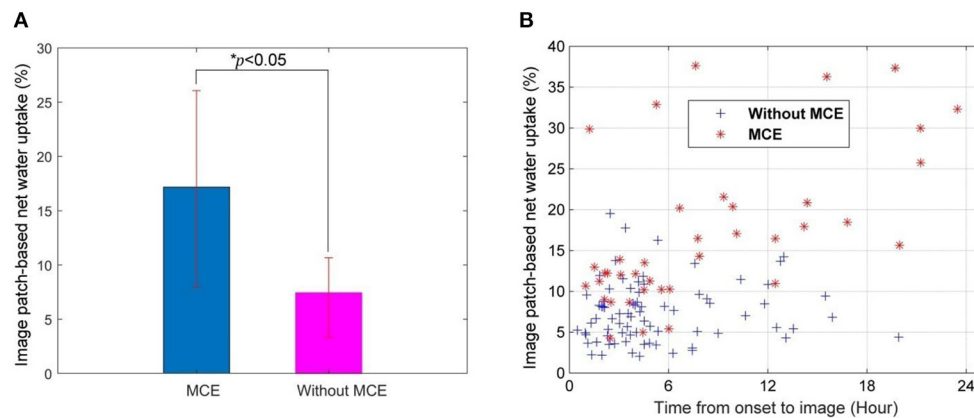 A
Image patch-based net water uptake (%)
30
25
20
15
10
5
0
*p<0.05
MCE Without MCE
B
Image patch-based net water uptake (%)
40
35
30
25
20
15
10
5
0
Without MCE
MCE
0 6 12 18 24
Time from onset to image (Hour)